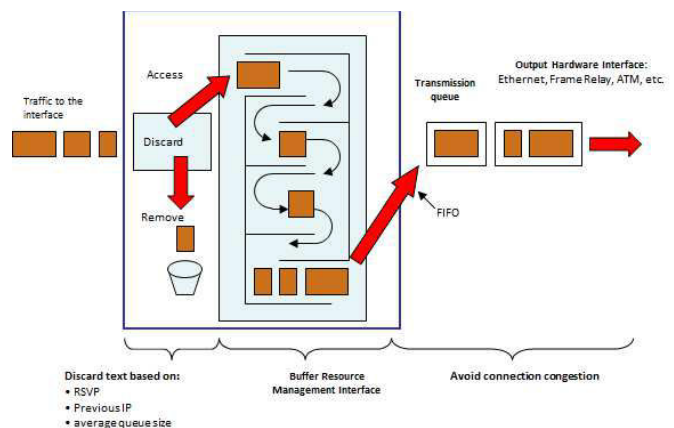 Traffic to the
interface
Access
Discard
Remove
Transmission
queue
Output Hardware Interface:
Ethernet, Frame Relay, ATM, etc.
FIFO
Discard text based on:
• RSVP
• Previous IP
• average queue size
Buffer Resource
Management Interface
Avoid connection congestion